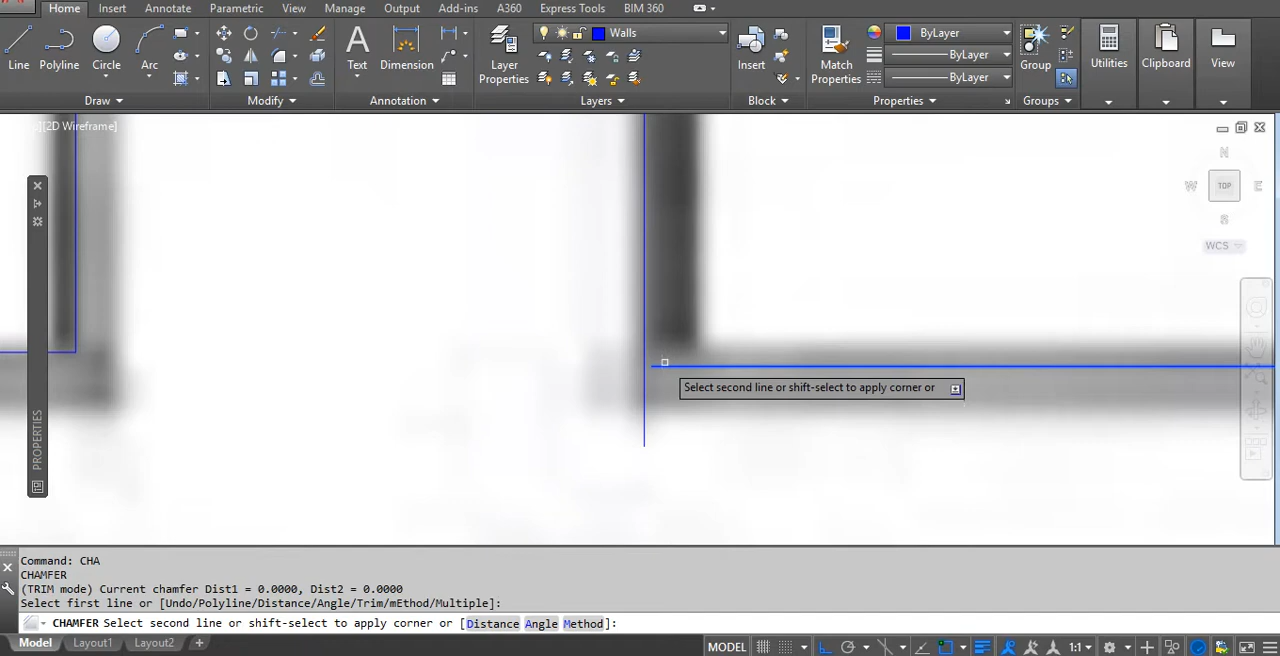 Home Insert Annotate Parametric View Manage Output Add-ins A360 Express Tools BIM 360
Walls
ByLayer
ByLayer
ByLayer
Line Polyline Circle Arc
Text Dimension
Layer
Properties
Insert
Match
Properties
Group
Utilities
Clipboard
View
Draw Modify Annotation Layers Block Properties Groups
[2D Wireframe]
N
W TOP E
S
WCS
PROPERTIES
Select second line or shift-select to apply corner or
Command: CHA
CHAMFER
(TRIM mode) Current chamfer Dist1 = 0.0000, Dist2 = 0.0000
Select first line or [Undo/Polyline/Distance/Angle/Trim/mEthod/Multiple]:
CHAMFER Select second line or shift-select to apply corner or [Distance Angle Method]:
Model Layout1 Layout2 +
MODEL 1:1